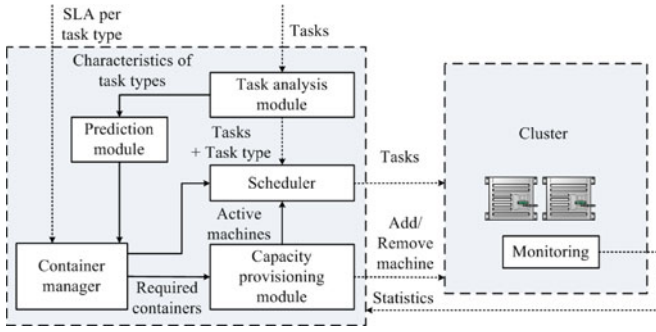 SLA per
task type
Tasks
Characteristics of
task types
Task analysis
module
Prediction
module
Tasks
+ Task type
Scheduler
Tasks
Cluster
Active
machines
Add/
Remove
machine
Container
manager
Required
containers
Capacity
provisioning
module
Monitoring
Statistics